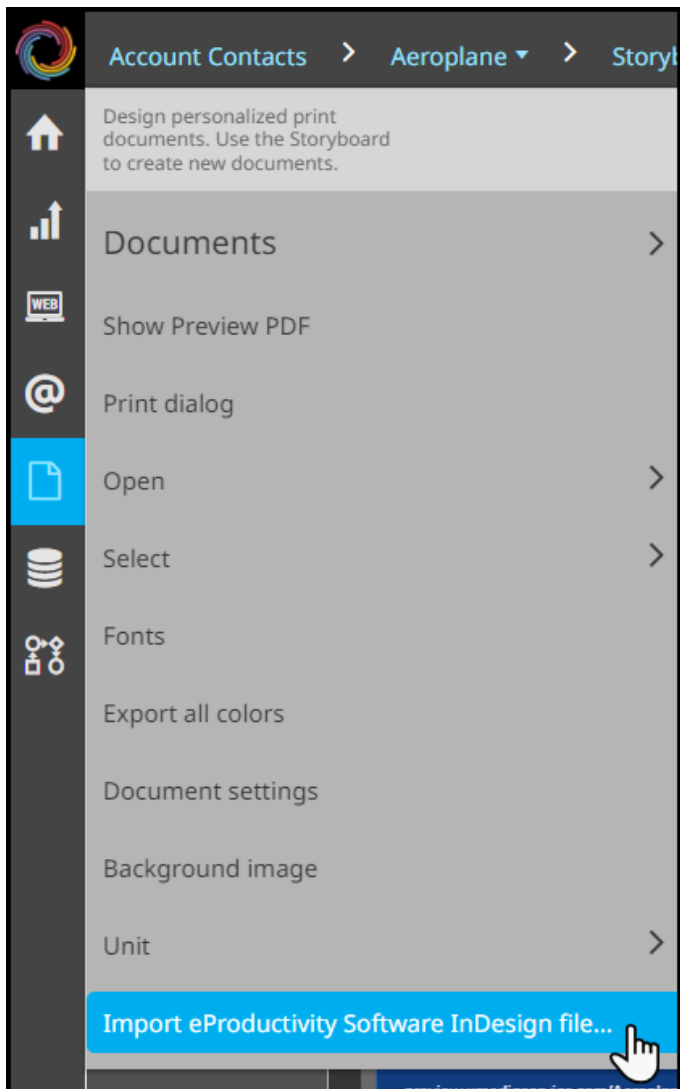 Account Contacts > Aeroplane ▾ >
Design personalized print
documents. Use the Storyboard
to create new documents.
WEB
Documents
Show Preview PDF
@
Print dialog
Open
Select
Fonts
Export all colors
Document settings
Background image
Unit
Import eProductivity Software InDesign file...